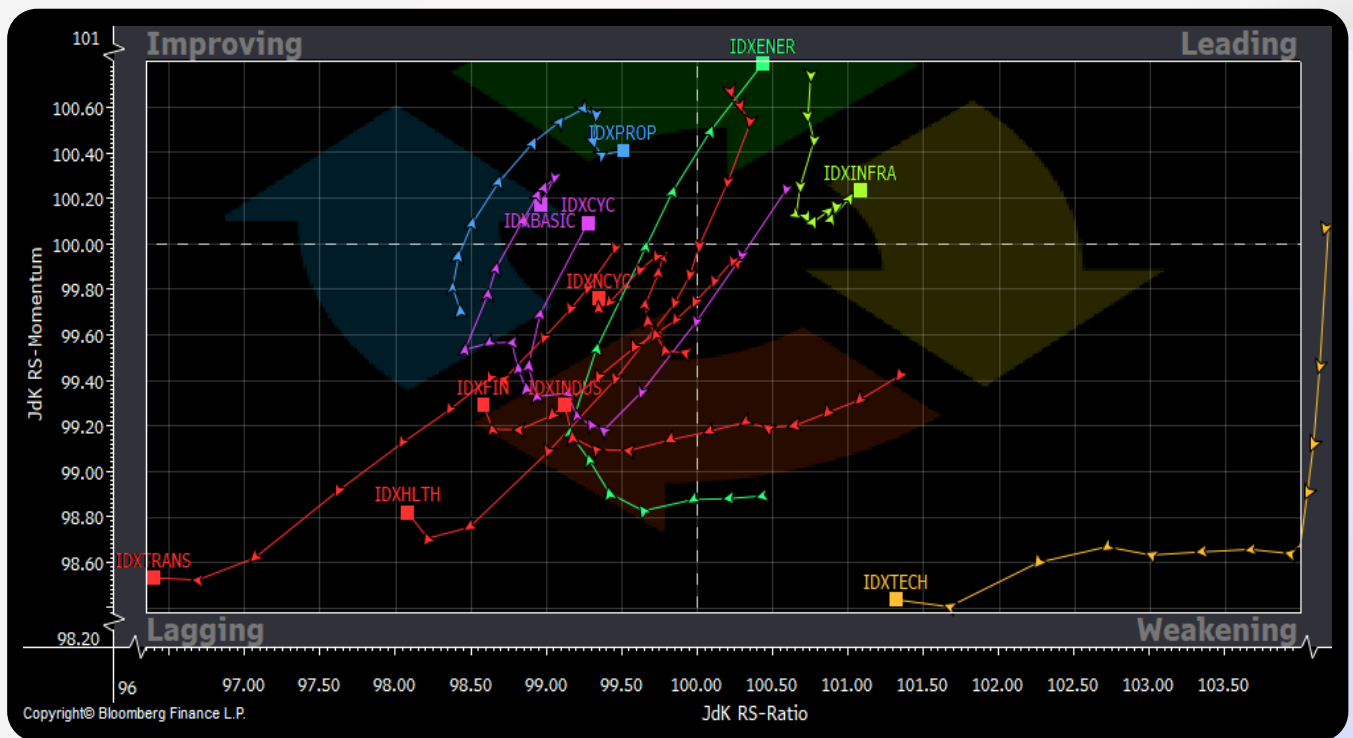 101
Improving
IDXENER
Leading
100.60
IDXPROP
100.40
IDXINFRA
100.20
IDXBASIC
IDXCYC
100.00
JdK RS-Momentum
99.80
IDXNCYC
99.60
99.40
IDXFIN
IDXINDUS
99.20
99.00
98.80
IDXHLTH
98.60
IDXTRANS
IDXTECH
98.20
Lagging
Weakening
96
97.00 97.50 98.00 98.50 99.00 99.50 100.00 100.50 101.00 101.50 102.00 102.50 103.00 103.50
Copyright© Bloomberg Finance L.P.
JdK RS-Ratio